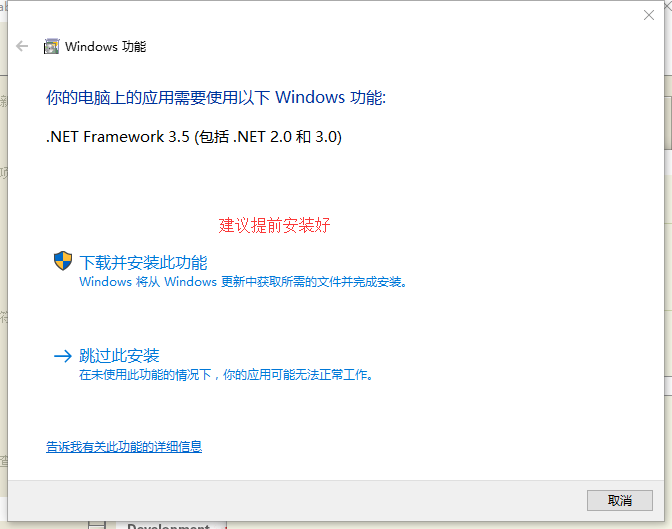 Windows 功能
你的电脑上的应用需要使用以下 Windows 功能:
.NET Framework 3.5 (包括 .NET 2.0 和 3.0)
建议提前安装好
下载并安装此功能
Windows 将从 Windows 更新中获取所需的文件并完成安装。
跳过此安装
在未使用此功能的情况下，你的应用可能无法正常工作。
告诉我有关此功能的详细信息
取消
Development